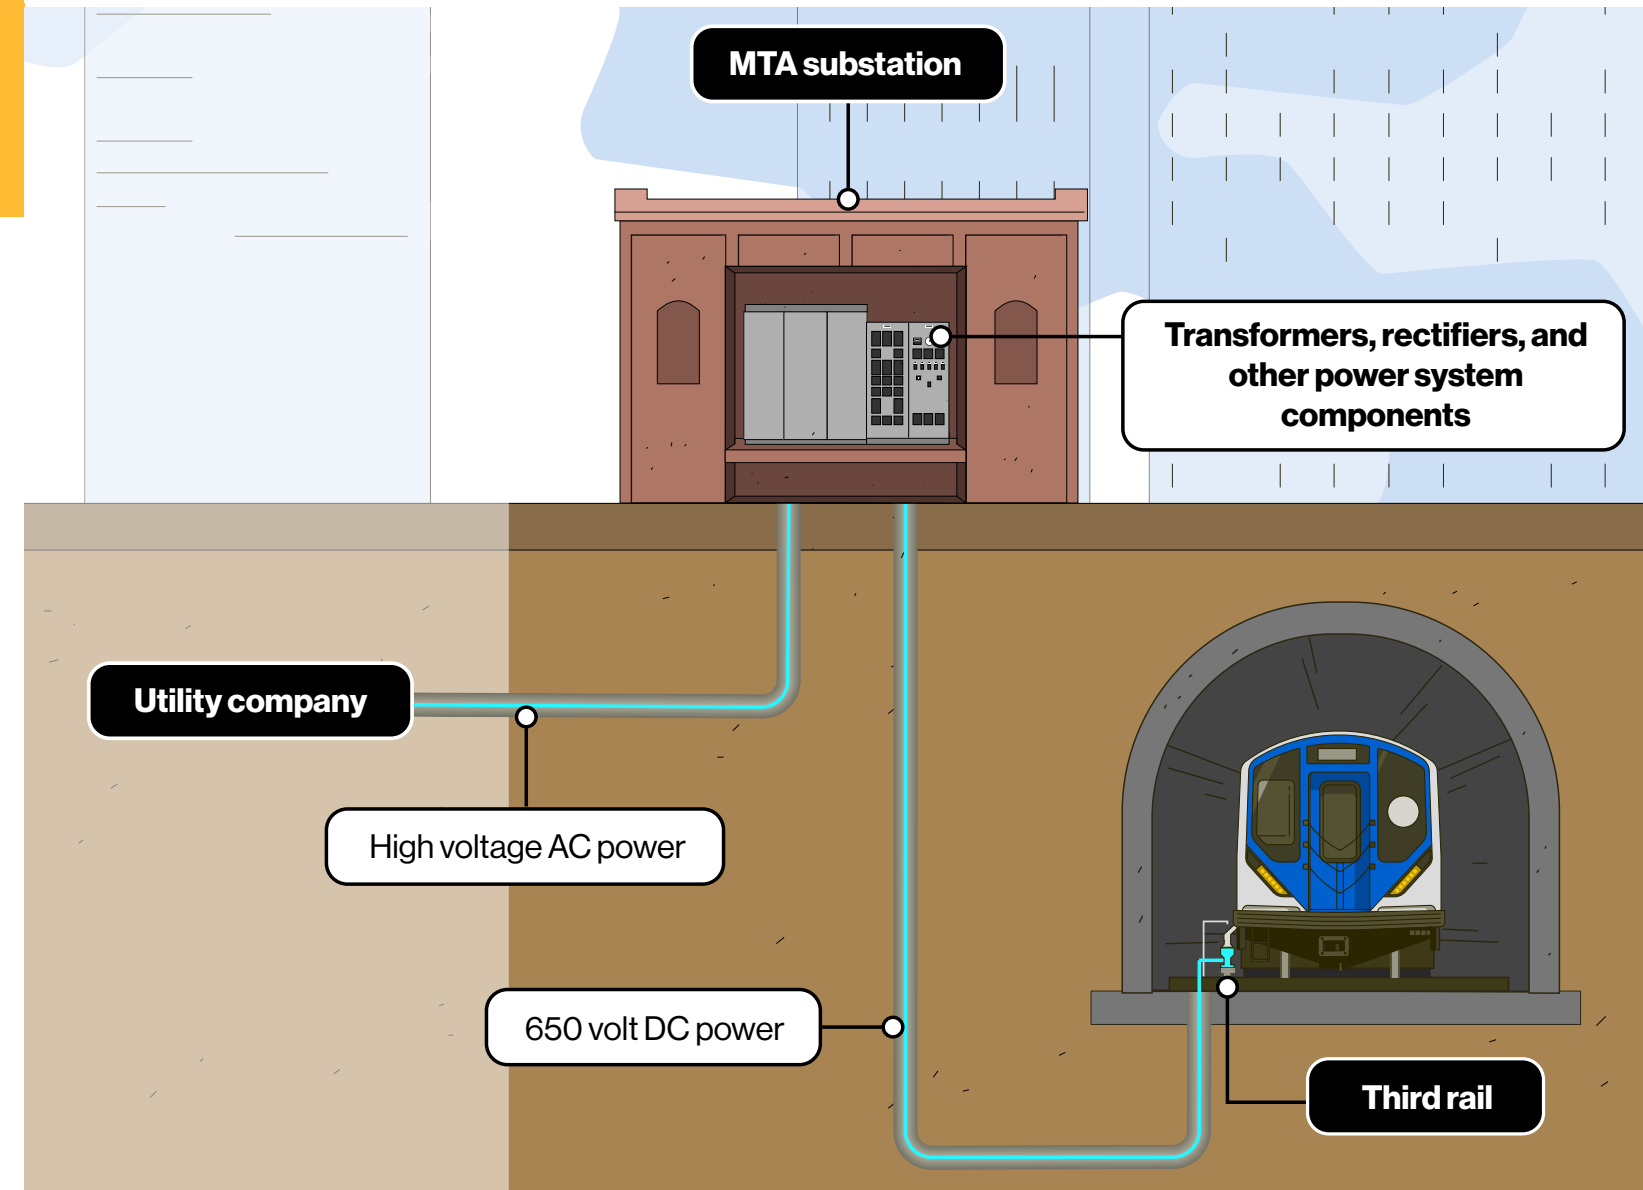 MTA substation
Transformers, rectifiers, and
other power system
components
Utility company
High voltage AC power
650 volt DC power
Third rail